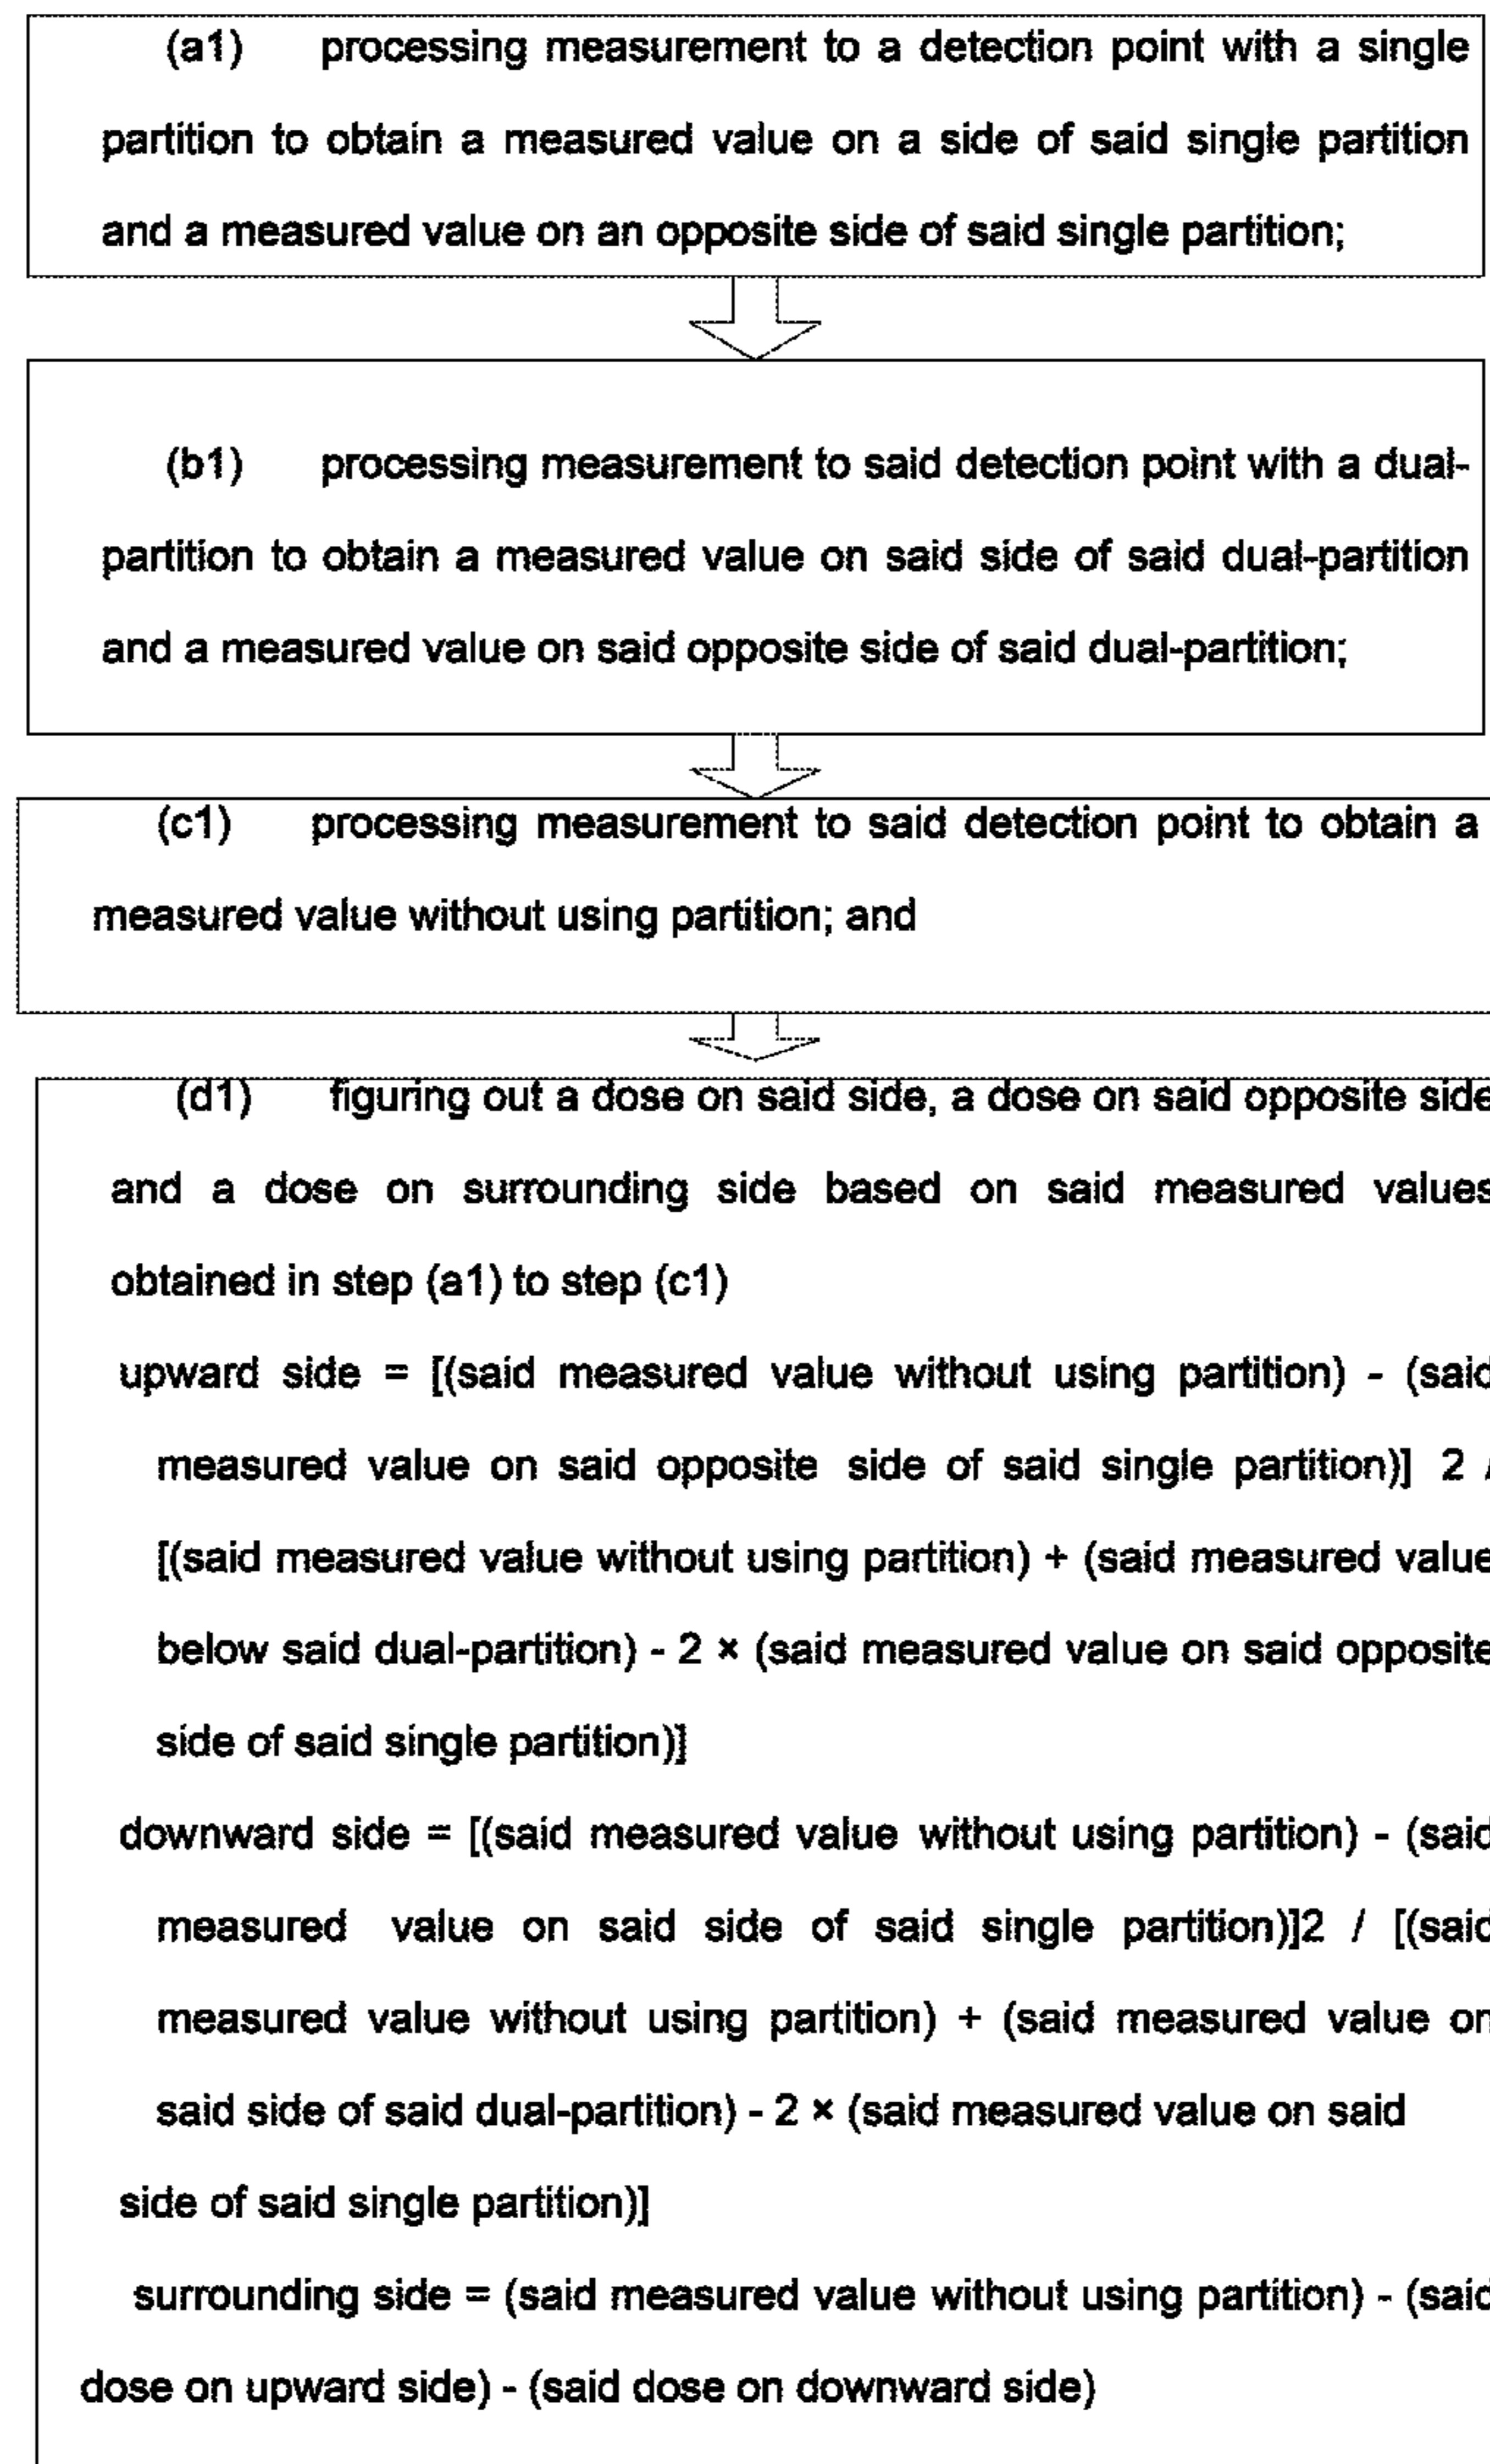 (a1) processing measurement to a detection point with a single
partition to obtain a measured value on a side of said single partition
and a measured value on an opposite side of said single partition;
(b1) processing measurement to said detection point with a dual-
partition to obtain a measured value on said side of said dual-partition
and a measured value on said opposite side of said dual-partition;
(c1) processing measurement to said detection point to obtain a
measured value without using partition; and
(d1) figuring out a dose on said side, a dose on said opposite side
and a dose on surrounding side based on said measured values
obtained in step (a1) to step (c1)
upward side = [(said measured value without using partition) - (said
measured value on said opposite side of said single partition)] 2 /
[(said measured value without using partition) + (said measured value
below said dual-partition) - 2 × (said measured value on said opposite
side of said single partition)]
downward side = [(said measured value without using partition) - (said
measured value on said side of said single partition)]2 / [(said
measured value without using partition) + (said measured value on
said side of said dual-partition) - 2 × (said measured value on said
side of said single partition)]
surrounding side = (said measured value without using partition) - (said
dose on upward side) - (said dose on downward side)